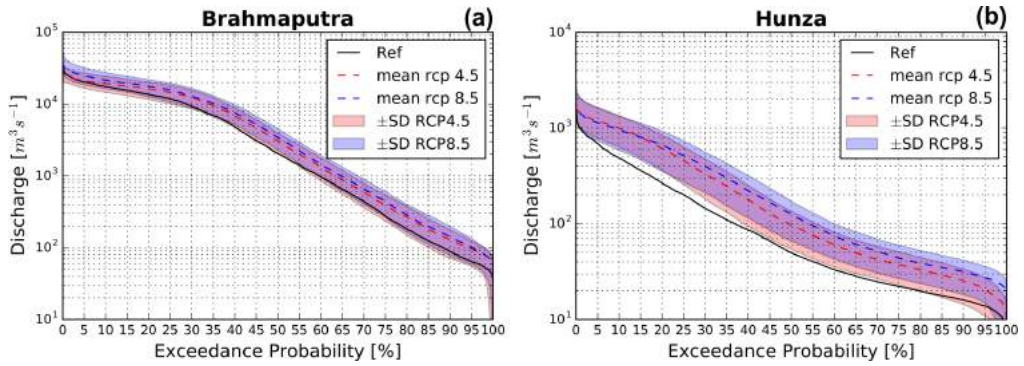 Brahmaputra
(a)
10^5
10^4
10^3
10^2
10^1
Discharge [m^3 s^{-1}]
Ref
mean rcp 4.5
mean rcp 8.5
±SD RCP4.5
±SD RCP8.5
0 5 10 15 20 25 30 35 40 45 50 55 60 65 70 75 80 85 90 95 100
Exceedance Probability [%]
Hunza
(b)
10^4
10^3
10^2
10^1
Discharge [m^3 s^{-1}]
Ref
mean rcp 4.5
mean rcp 8.5
±SD RCP4.5
±SD RCP8.5
0 5 10 15 20 25 30 35 40 45 50 55 60 65 70 75 80 85 90 95100
Exceedance Probability [%]